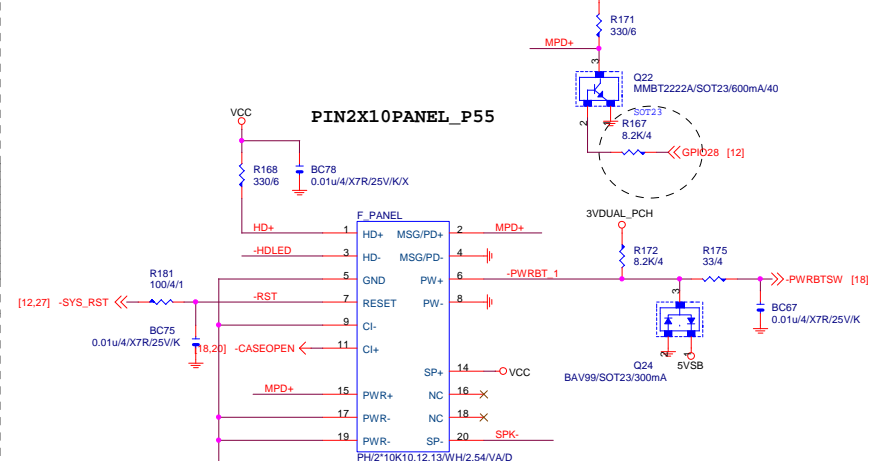 R171
330/6
MPD+
3
Q22
MMBT2222A/SOT23/600mA/40
SOT23
2
1
R167
8.2K/4
GPIO28 [12]
PIN2X10PANEL_P55
VCC
R168
330/6
BC78
0.01u/4/X7R/25V/K/X
3VDUAL_PCH
F_PANEL
HD+ 1 HD+ MSG/PD+ 2 MPD+
-HDLED 3 HD- MSG/PD- 4
R172
8.2K/4
R175
33/4
5 GND PW+ 6 -PWRBT_1
-PWRBTSW [18]
R181
100/4/1
[12,27] -SYS_RST
-RST 7 RESET PW- 8
3
BC67
0.01u/4/X7R/25V/K
BC75
0.01u/4/X7R/25V/K
9 CI-
[18,20] -CASEOPEN 11 CI+
2
1
Q24
5VSB
BAV99/SOT23/300mA
SP+ 14 VCC
MPD+ 15 PWR+ NC 16
17 PWR- NC 18
19 PWR- SP- 20 SPK-
PH/2*10K10,12,13/WH/2.54/VA/D